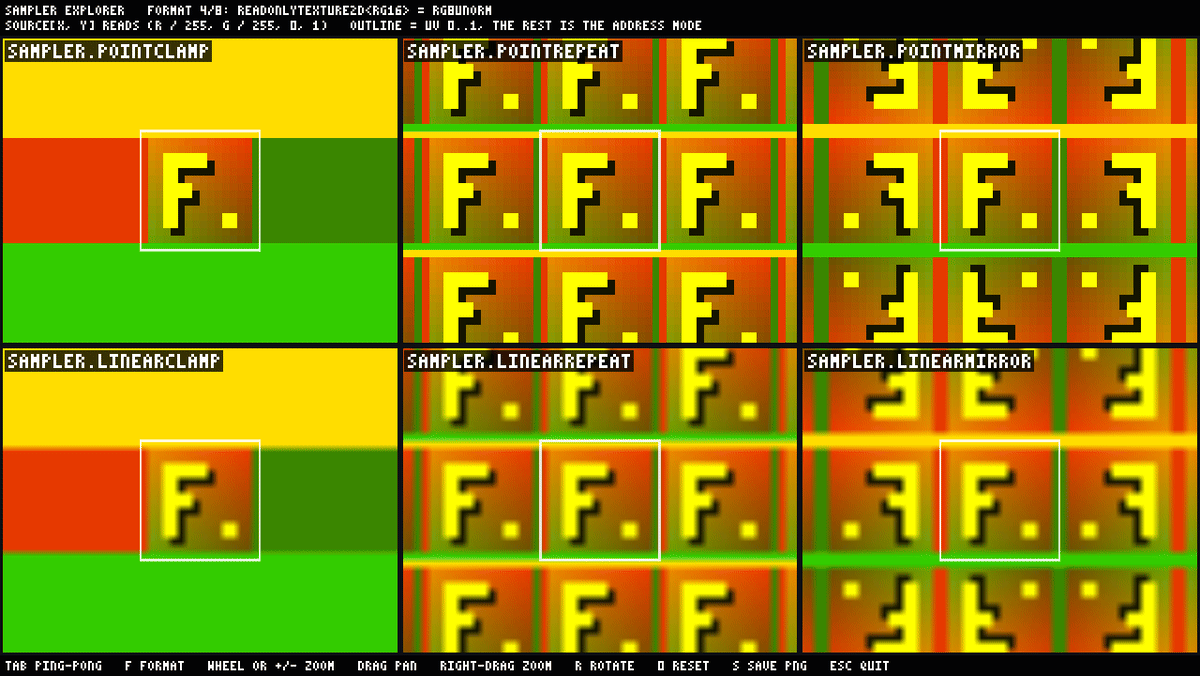 SAMPLER EXPLORER FORMAT 4/8: READONLYTEXTURE2D<RG16> = RG8UNORM
SOURCE[X, Y] READS (R / 255, G / 255, 0, 1) OUTLINE = UV 0..1, THE REST IS THE ADDRESS MODE
SAMPLER.POINTCLAMP SAMPLER.POINTREPEAT SAMPLER.POINTMIRROR
F. F. F.
SAMPLER.LINEARCLAMP SAMPLER.LINEARREPEAT SAMPLER.LINEARMIRROR
F. F. F.
TAB PING-PONG F FORMAT WHEEL OR +/- ZOOM DRAG PAN RIGHT-DRAG ZOOM R ROTATE 0 RESET S SAVE PNG ESC QUIT